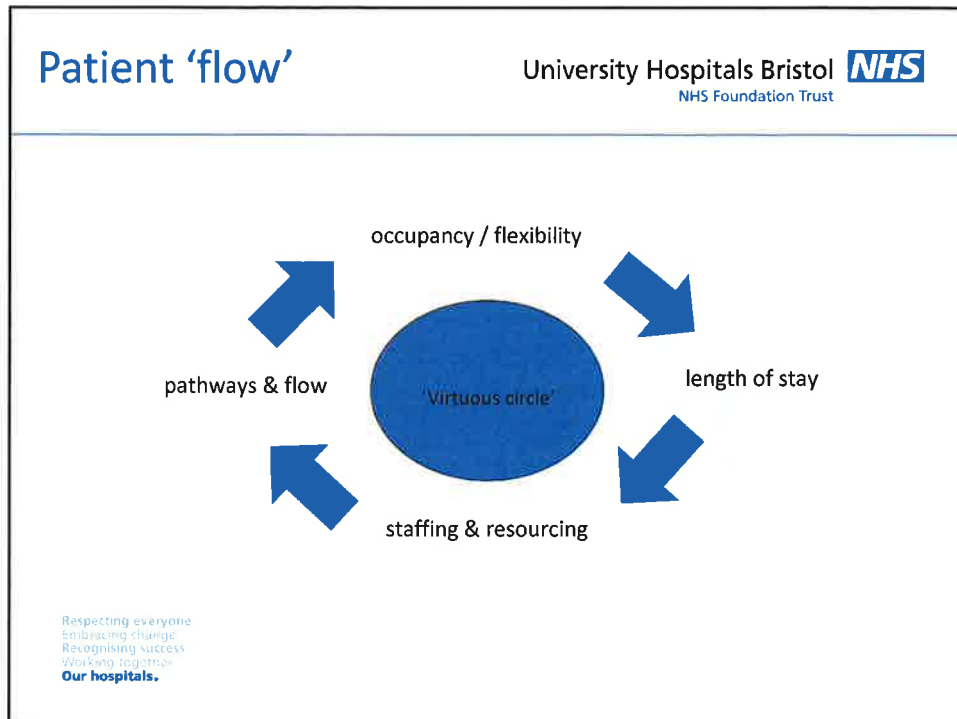 Patient ‘flow’
University Hospitals Bristol NHS
NHS Foundation Trust
occupancy / flexibility
pathways & flow
‘Virtuous circle’
length of stay
staffing & resourcing
Respecting everyone
Embracing change
Recognising success
Working together
Our hospitals.